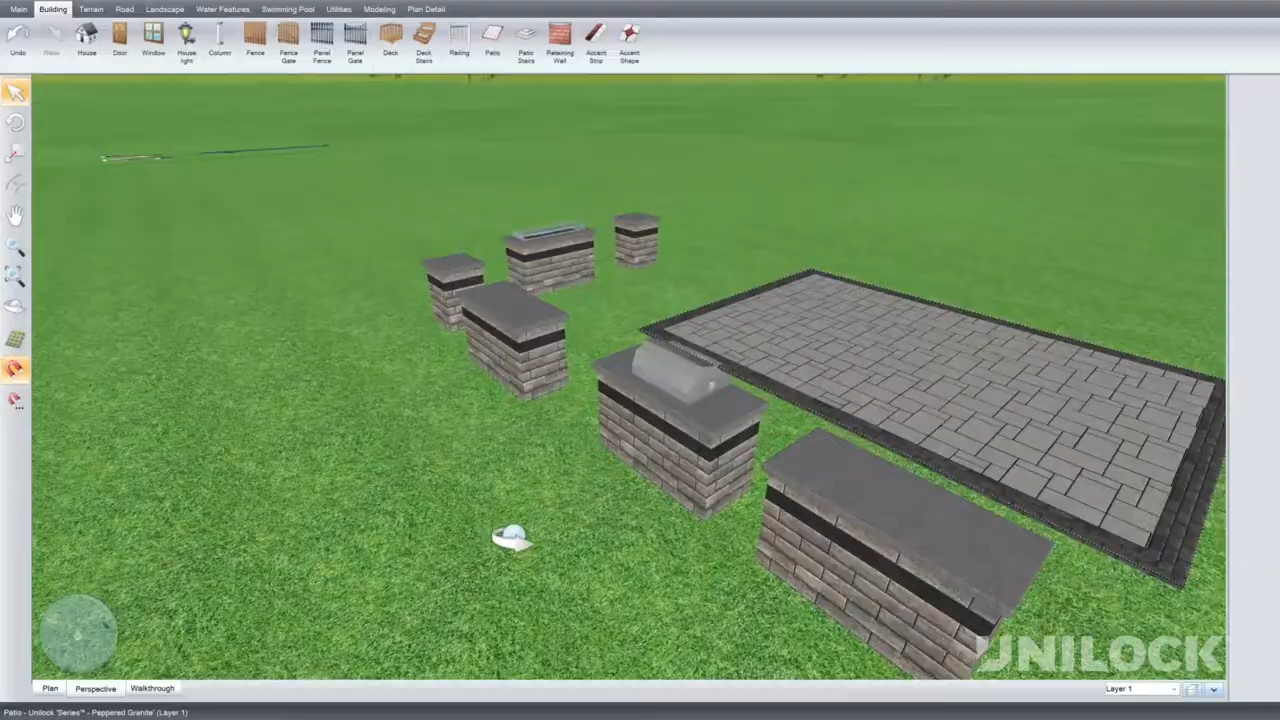 Main Building Terrain Road Landscape Water Features Swimming Pool Utilities Modeling Plan Detail
Undo Redo House Door Window House light Column Fence Fence Gate Panel Fence Panel Gate Deck Deck Stairs Railing Patio Patio Stairs Retaining Wall Accent Strip Accent Shape
UNILOCK
Plan Perspective Walkthrough Layer 1
Patio - Unilock 'Series™ - Peppered Granite' (Layer 1)